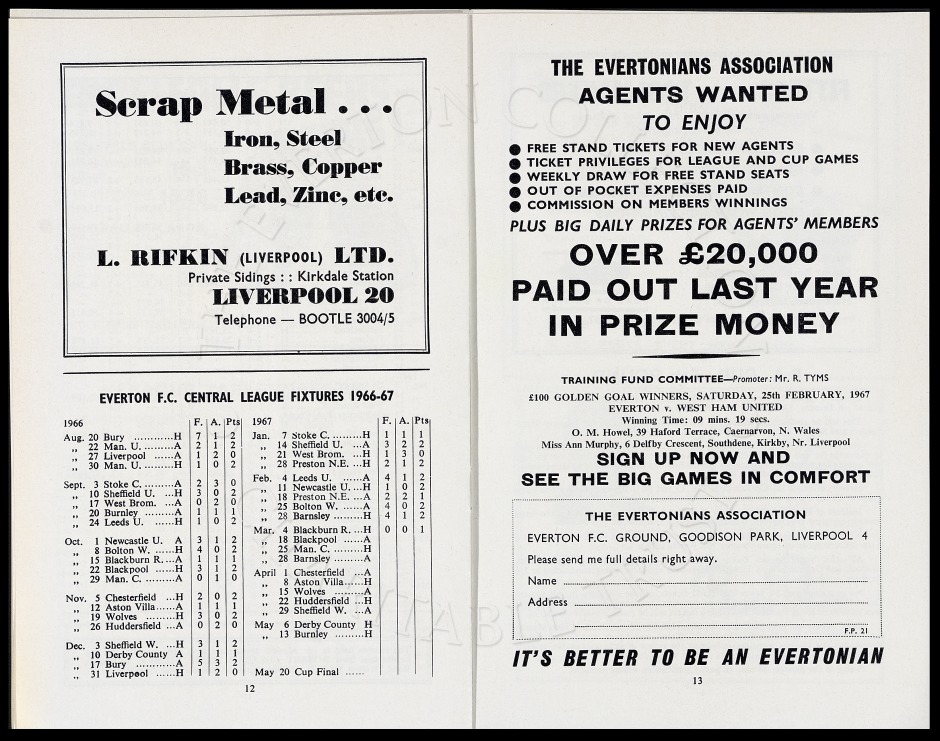 Scrap Metal . . .
Iron, Steel
Brass, Copper
Lead, Zinc, etc.
L. RIFKIN (LIVERPOOL) LTD.
Private Sidings : : Kirkdale Station
LIVERPOOL 20
Telephone — BOOTLE 3004/5
EVERTON F.C. CENTRAL LEAGUE FIXTURES 1966-67
1966 F. A. Pts
Aug. 20 Bury ............H 7 1 2
„ 22 Man. U. .........A 2 1 2
„ 27 Liverpool ......A 1 2 0
„ 30 Man. U. .........H 1 0 2
Sept. 3 Stoke C. .........A 2 3 0
„ 10 Sheffield U. ...H 3 0 2
„ 17 West Brom. ...A 0 2 0
„ 20 Burnley .........A 1 1 1
„ 24 Leeds U. ......H 1 0 2
Oct. 1 Newcastle U. A 3 1 2
„ 8 Bolton W. ......H 4 0 2
„ 15 Blackburn R. ...A 1 1 1
„ 22 Blackpool ......H 3 1 2
„ 29 Man. C. .........A 0 1 0
Nov. 5 Chesterfield ...H 2 0 2
„ 12 Aston Villa......A 1 1 1
„ 19 Wolves .........H 3 0 2
„ 26 Huddersfield ...A 0 2 0
Dec. 3 Sheffield W. ...H 3 1 2
„ 10 Derby County A 1 1 1
„ 17 Bury ............A 5 3 2
„ 31 Liverpool ......H 1 2 0
1967 F. A. Pts
Jan. 7 Stoke C. .........H 1 1 1
„ 14 Sheffield U. ...A 3 2 2
„ 21 West Brom. ...H 1 3 0
„ 28 Preston N.E. ...H 2 1 2
Feb. 4 Leeds U. ......A 4 1 2
„ 11 Newcastle U. ...H 1 0 2
„ 18 Preston N.E. ...A 2 2 1
„ 25 Bolton W. ......A 4 0 2
„ 28 Barnsley .........H 4 1 2
Mar. 4 Blackburn R. ...H 0 0 1
„ 18 Blackpool ......A
„ 25 Man. C. .........H
„ 28 Barnsley .........A
April 1 Chesterfield ...A
„ 8 Aston Villa......H
„ 15 Wolves .........A
„ 22 Huddersfield ...H
„ 29 Sheffield W. ...A
May 6 Derby County H
„ 13 Burnley .........H
May 20 Cup Final ......
12
THE EVERTONIANS ASSOCIATION
AGENTS WANTED
TO ENJOY
● FREE STAND TICKETS FOR NEW AGENTS
● TICKET PRIVILEGES FOR LEAGUE AND CUP GAMES
● WEEKLY DRAW FOR FREE STAND SEATS
● OUT OF POCKET EXPENSES PAID
● COMMISSION ON MEMBERS WINNINGS
PLUS BIG DAILY PRIZES FOR AGENTS' MEMBERS
OVER £20,000
PAID OUT LAST YEAR
IN PRIZE MONEY
TRAINING FUND COMMITTEE—Promoter: Mr. R. TYMS
£100 GOLDEN GOAL WINNERS, SATURDAY, 25th FEBRUARY, 1967
EVERTON v. WEST HAM UNITED
Winning Time: 09 mins. 19 secs.
O. M. Howel, 39 Haford Terrace, Caernarvon, N. Wales
Miss Ann Murphy, 6 Delfby Crescent, Southdene, Kirkby, Nr. Liverpool
SIGN UP NOW AND
SEE THE BIG GAMES IN COMFORT
THE EVERTONIANS ASSOCIATION
EVERTON F.C. GROUND, GOODISON PARK, LIVERPOOL 4
Please send me full details right away.
Name
Address
F.P. 21
IT'S BETTER TO BE AN EVERTONIAN
13